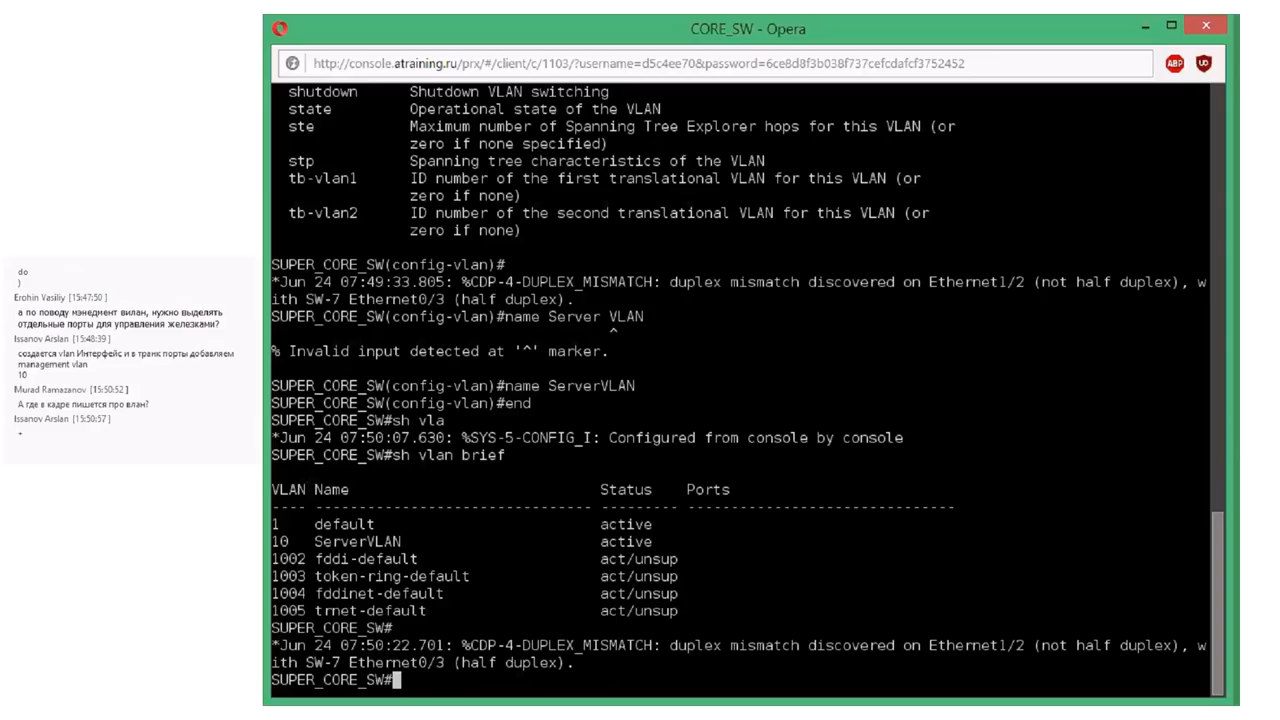 do
)
Erohin Vasiliy [15:47:50 ]
а по поводу мэнедмент вилан, нужно выделять
отдельные порты для управления железками?
Issanov Arslan [15:48:39 ]
создается vlan Интерфейс и в транк порты добавляем
management vlan
10
Murad Ramazanov [15:50:52 ]
А где в кадре пишется про влан?
Issanov Arslan [15:50:57 ]
+
CORE_SW - Opera
http://console.atraining.ru/prx/#/client/c/1103/?username=d5c4ee70&password=6ce8d8f3b038f737cefcdafcf3752452
ABP
shutdown Shutdown VLAN switching
state Operational state of the VLAN
ste Maximum number of Spanning Tree Explorer hops for this VLAN (or
zero if none specified)
stp Spanning tree characteristics of the VLAN
tb-vlan1 ID number of the first translational VLAN for this VLAN (or
zero if none)
tb-vlan2 ID number of the second translational VLAN for this VLAN (or
zero if none)
SUPER_CORE_SW(config-vlan)#
*Jun 24 07:49:33.805: %CDP-4-DUPLEX_MISMATCH: duplex mismatch discovered on Ethernet1/2 (not half duplex), w
ith SW-7 Ethernet0/3 (half duplex).
SUPER_CORE_SW(config-vlan)#name Server VLAN
^
% Invalid input detected at '^' marker.
SUPER_CORE_SW(config-vlan)#name ServerVLAN
SUPER_CORE_SW(config-vlan)#end
SUPER_CORE_SW#sh vla
*Jun 24 07:50:07.630: %SYS-5-CONFIG_I: Configured from console by console
SUPER_CORE_SW#sh vlan brief
VLAN Name Status Ports
---- -------------------------------- --------- -------------------------------
1 default active
10 ServerVLAN active
1002 fddi-default act/unsup
1003 token-ring-default act/unsup
1004 fddinet-default act/unsup
1005 trnet-default act/unsup
SUPER_CORE_SW#
*Jun 24 07:50:22.701: %CDP-4-DUPLEX_MISMATCH: duplex mismatch discovered on Ethernet1/2 (not half duplex), w
ith SW-7 Ethernet0/3 (half duplex).
SUPER_CORE_SW#